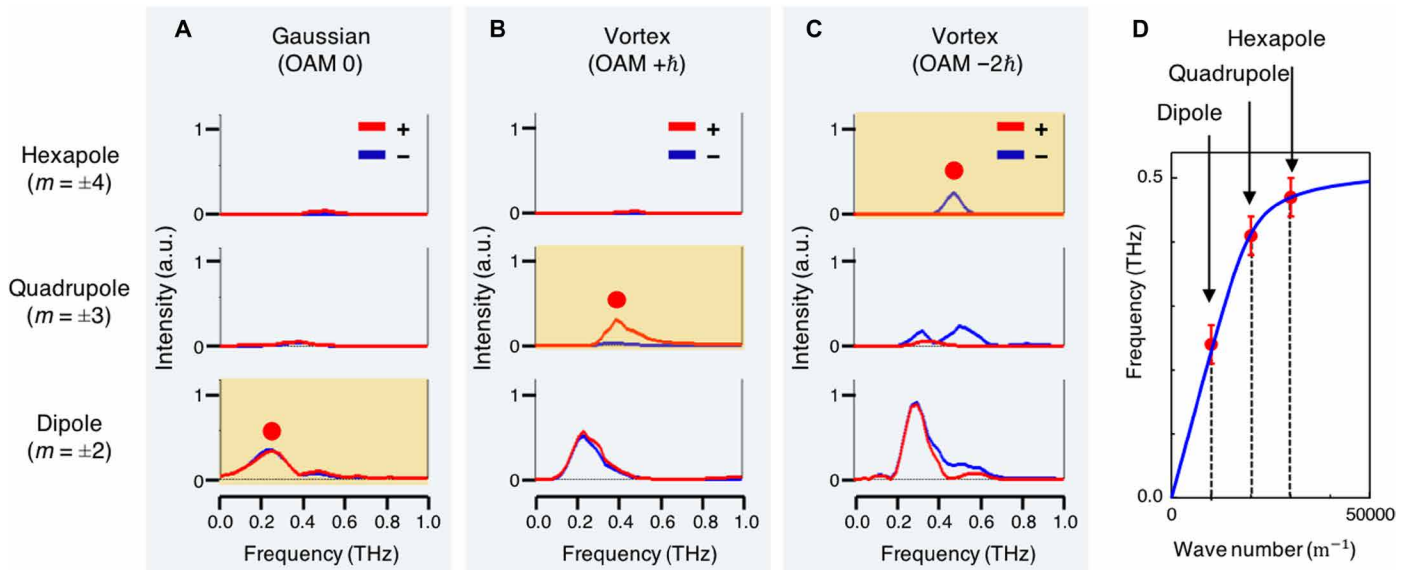 A
Gaussian
(OAM 0)
B
Vortex
(OAM +ℏ)
C
Vortex
(OAM −2ℏ)
D
Hexapole
Quadrupole
Dipole
Hexapole
(m = ±4)
Quadrupole
(m = ±3)
Dipole
(m = ±2)
Intensity (a.u.)
1
0
+
−
1
0
1
0
0.0 0.2 0.4 0.6 0.8 1.0
Frequency (THz)
Intensity (a.u.)
1
0
+
−
1
0
1
0
0.0 0.2 0.4 0.6 0.8 1.0
Frequency (THz)
Intensity (a.u.)
1
0
+
−
1
0
1
0
0.0 0.2 0.4 0.6 0.8 1.0
Frequency (THz)
Frequency (THz)
0.5
0.0
0 50000
Wave number (m⁻¹)